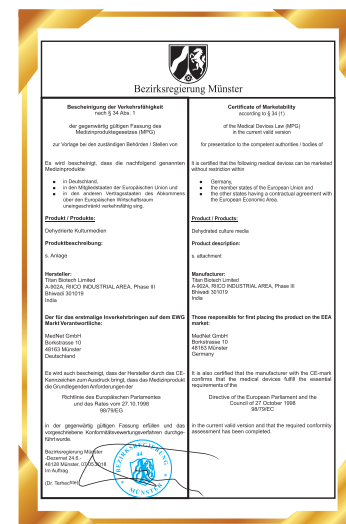 Bezirksregierung Münster
Bescheinigung der Verkehrsfähigkeit
nach § 34 Abs. 1
der gegenwärtig gültigen Fassung des
Medizinproduktegesetzes (MPG)
zur Vorlage bei den zuständigen Behörden / Stellen von
Es wird bescheinigt, dass die nachfolgend genannten
Medizinprodukte
in Deutschland,
in den Mitgliedstaaten der Europäischen Union und
in den anderen Vertragsstaaten des Abkommens
über den Europäischen Wirtschaftsraum
uneingeschränkt verkehrsfähig sing.
Produkt / Produkte:
Dehydrierte Kulturmedien
Produktbeschreibung:
s. Anlage
Hersteller:
Titan Biotech Limited
A-902A, RIICO INDUSTRIAL AREA, Phase III
Bhiwadi 301019
India
Der für das erstmalige Inverkehrbringen auf dem EWG
Markt Verantwortliche:
MedNet GmbH
Borkstrasse 10
48163 Münster
Deutschland
Es wird auch bescheinigt, dass der Hersteller durch das CE-
Kennzeichen zum Ausdruck bringt, dass das Medizinprodukt
die Grundlegenden Anforderungen der
Richtlinie des Europäischen Parlamentes
und des Rates vom 27.10.1998
98/79/EG
in der gegenwärtig gültigen Fassung erfüllen und das
vorgeschriebene Konformitätsvewertungsverfahren durchge-
führt wurde.
Bezirksregierung Münster
-Dezernat 24.6.-
48128 Münster, 07.05.2018
Im Auftrag
(Dr.
Certificate of Marketability
according to § 34 (1)
of the Medical Devices Law (MPG)
in the current valid version
for presentation to the competent authorities / bodies of
It is certified that the following medical devices can be marketed
without restriction within
Germany,
the member states of the European Union and
the other states having a contractual agreement with
the European Economic Area.
Product / Products:
Dehydrated culture media
Product description:
s. attachment
Manufacturer:
Titan Biotech Limited
A-902A, RIICO INDUSTRIAL AREA, Phase III
Bhiwadi 301019
India
Those responsible for first placing the product on the EEA
market:
MedNet GmbH
Borkstrasse 10
48163 Münster
Germany
It is also certified that the manufacturer with the CE-mark
confirms that the medical devices fulfill the essential
requirements of the
Directive of the European Parliament and the
Council of 27 October 1998
98/79/EC
in the current valid version and that the required conformity
assessment has been completed.
BEZIRKSREGIERUNG
44
MÜNSTER